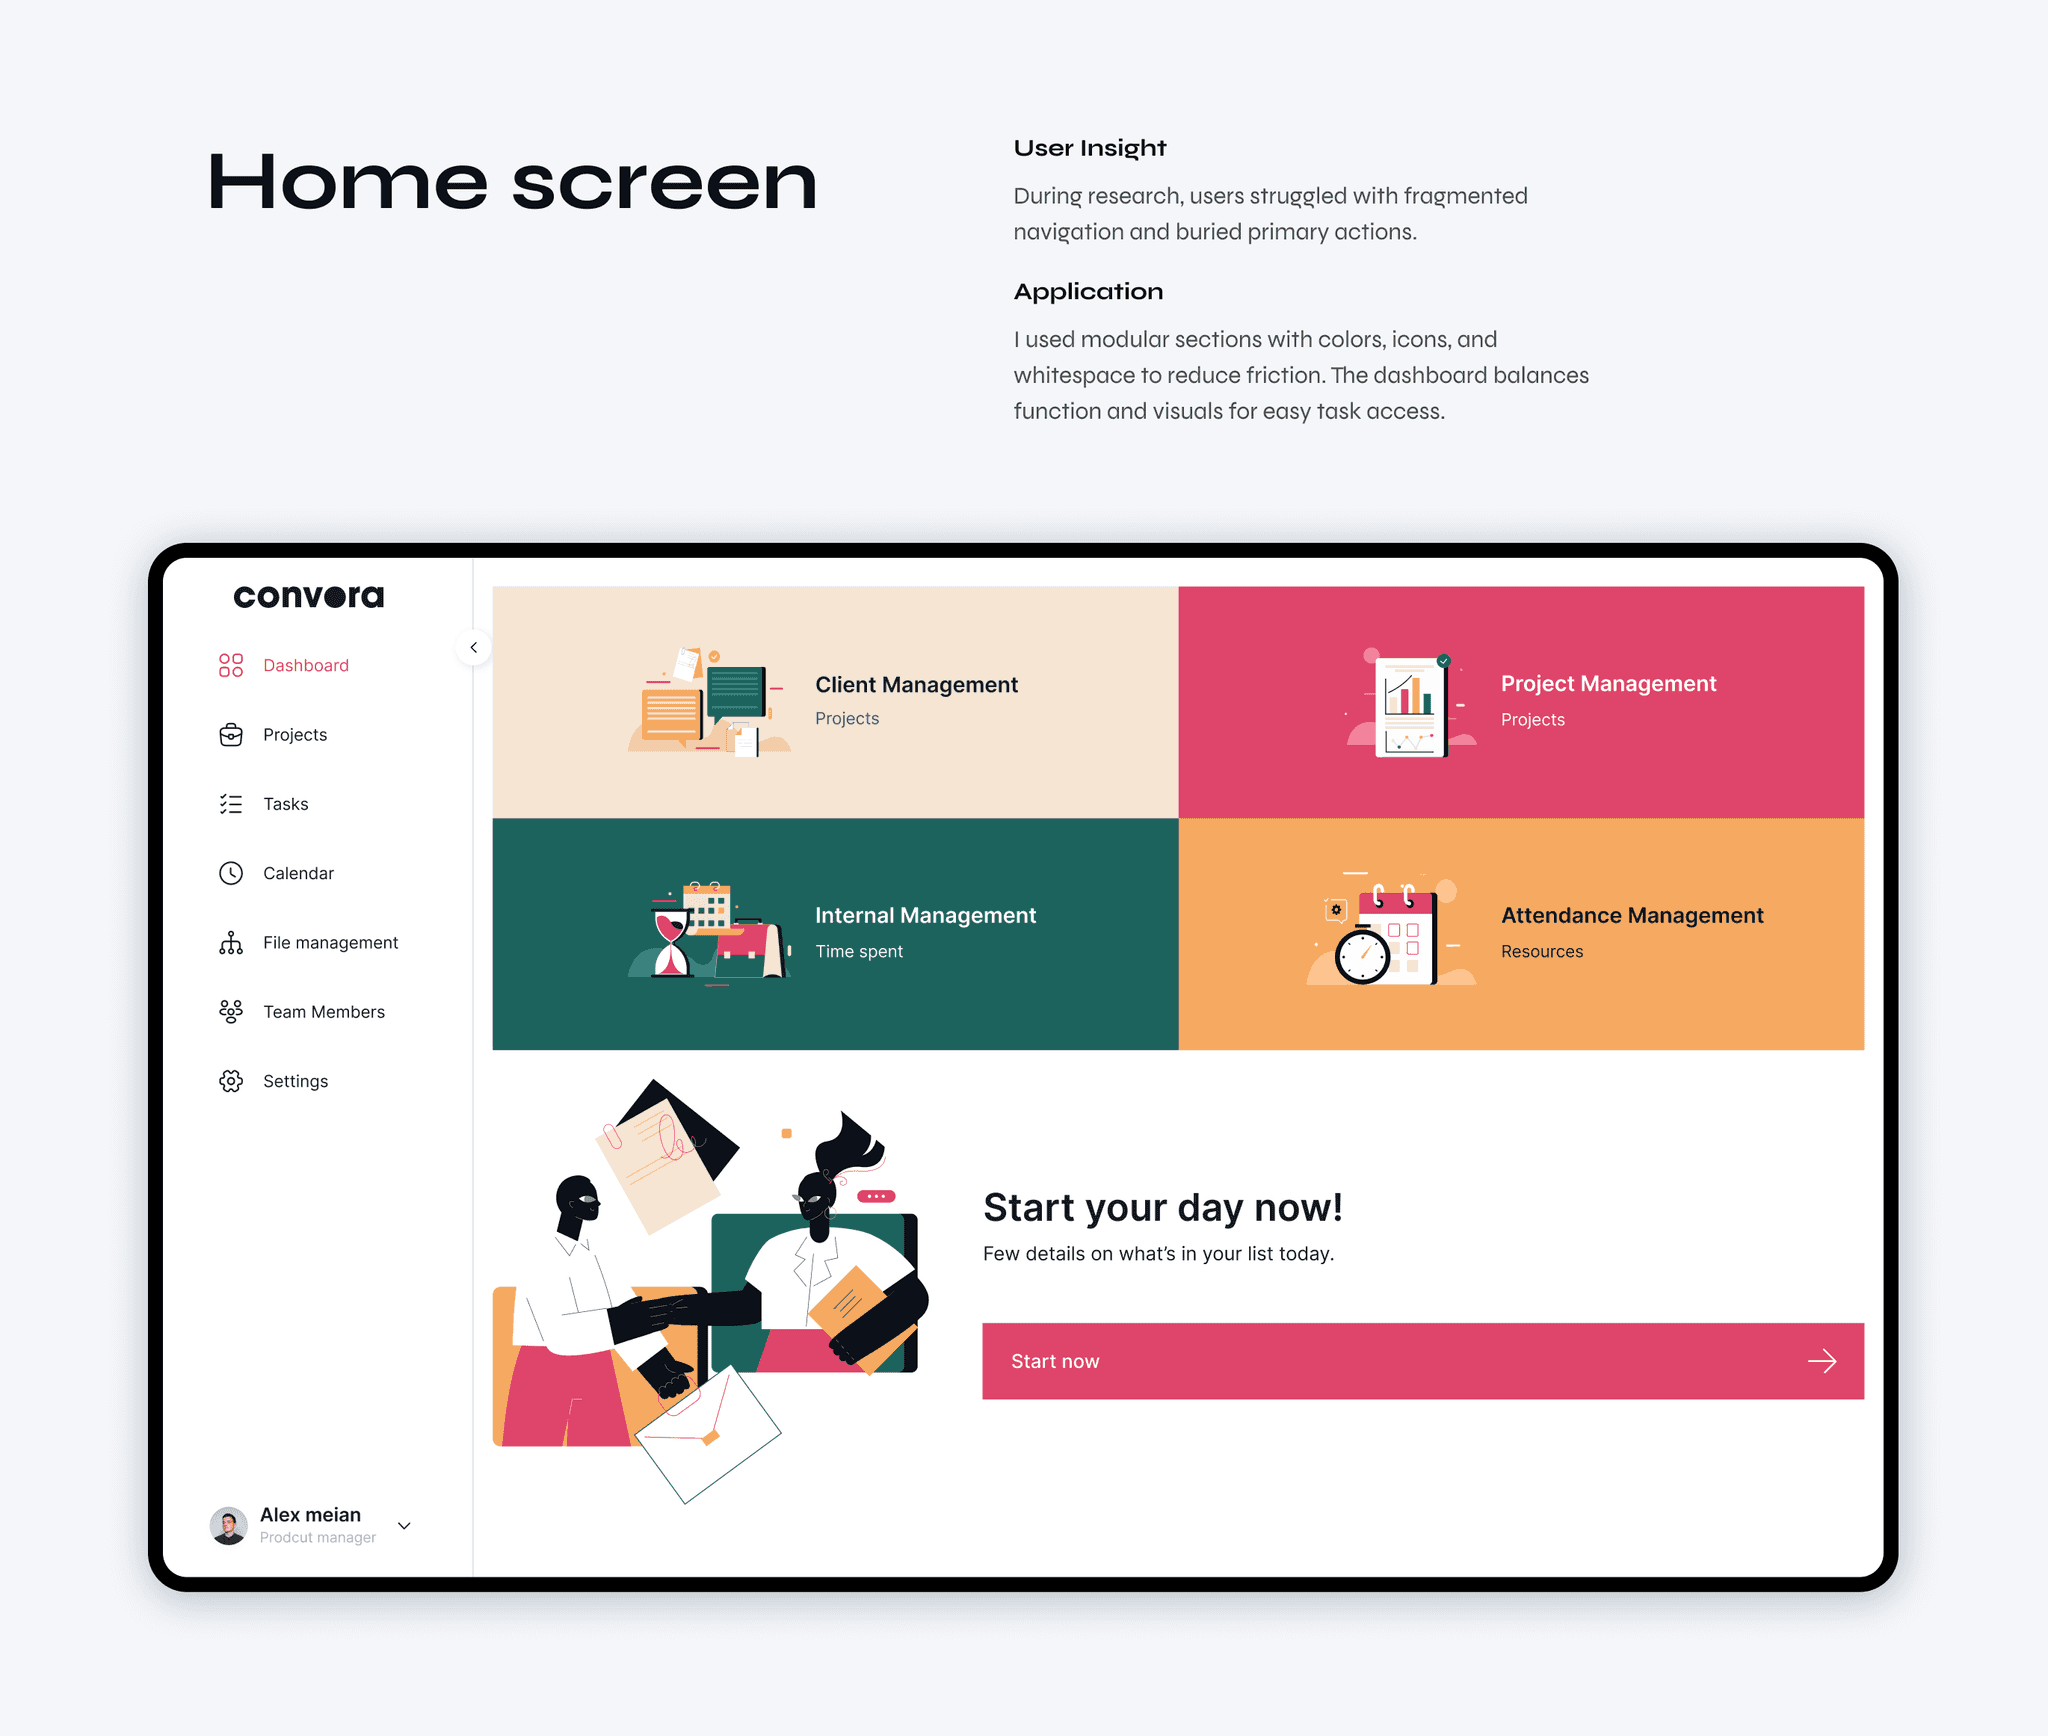 Home screen
User Insight
During research, users struggled with fragmented
navigation and buried primary actions.
Application
I used modular sections with colors, icons, and
whitespace to reduce friction. The dashboard balances
function and visuals for easy task access.
convora
Dashboard
Projects
Tasks
Calendar
File management
Team Members
Settings
Alex meian
Prodcut manager
Client Management
Projects
Project Management
Projects
Internal Management
Time spent
Attendance Management
Resources
Start your day now!
Few details on what's in your list today.
Start now